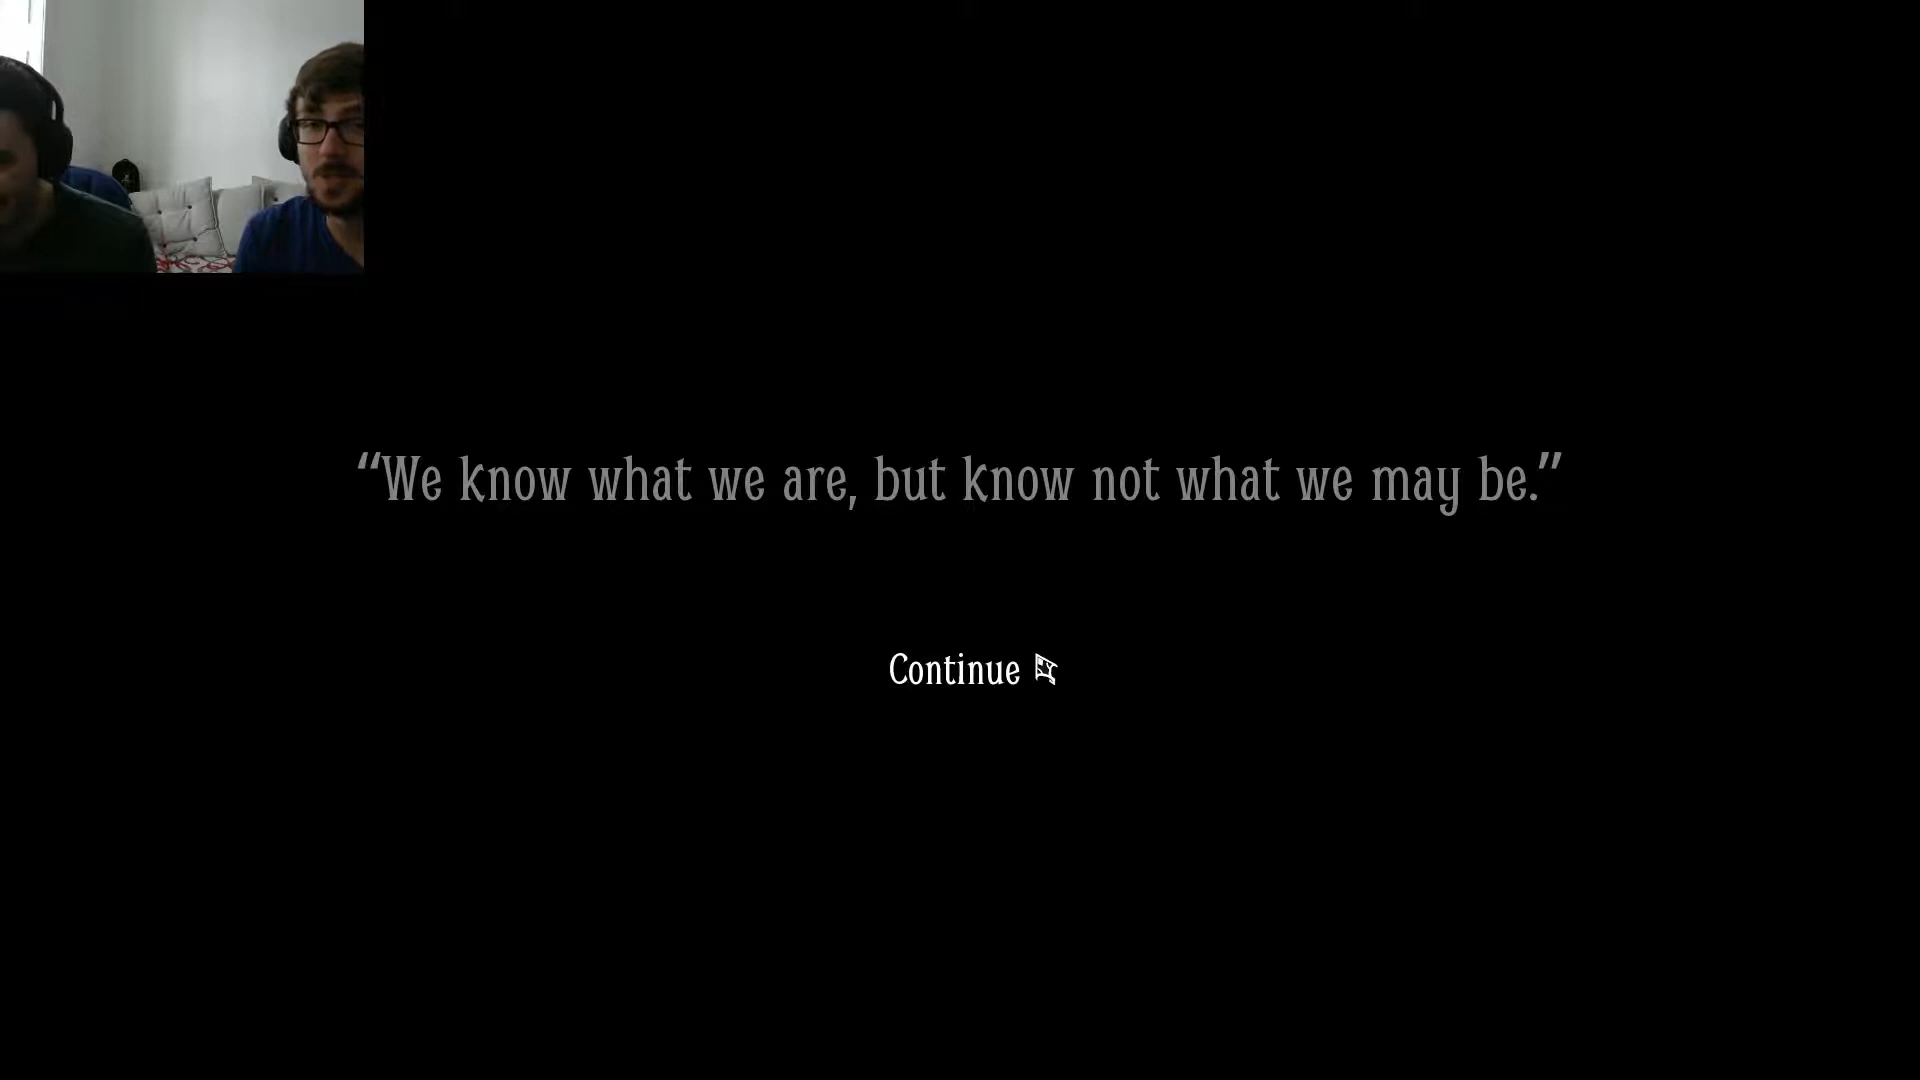 “We know what we are, but know not what we may be.”
Continue